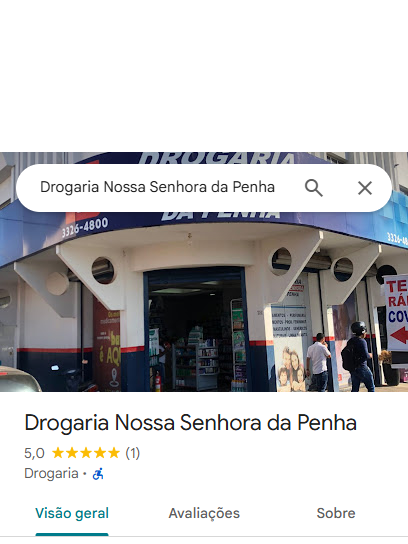 DROGARIA
Drogaria Nossa Senhora da Penha
DA PENHA
3326-4800
3326-4
TE
RÁ
COV
AQ
Drogaria Nossa Senhora da Penha
5,0 (1)
Drogaria ·
Visão geral
Avaliações
Sobre